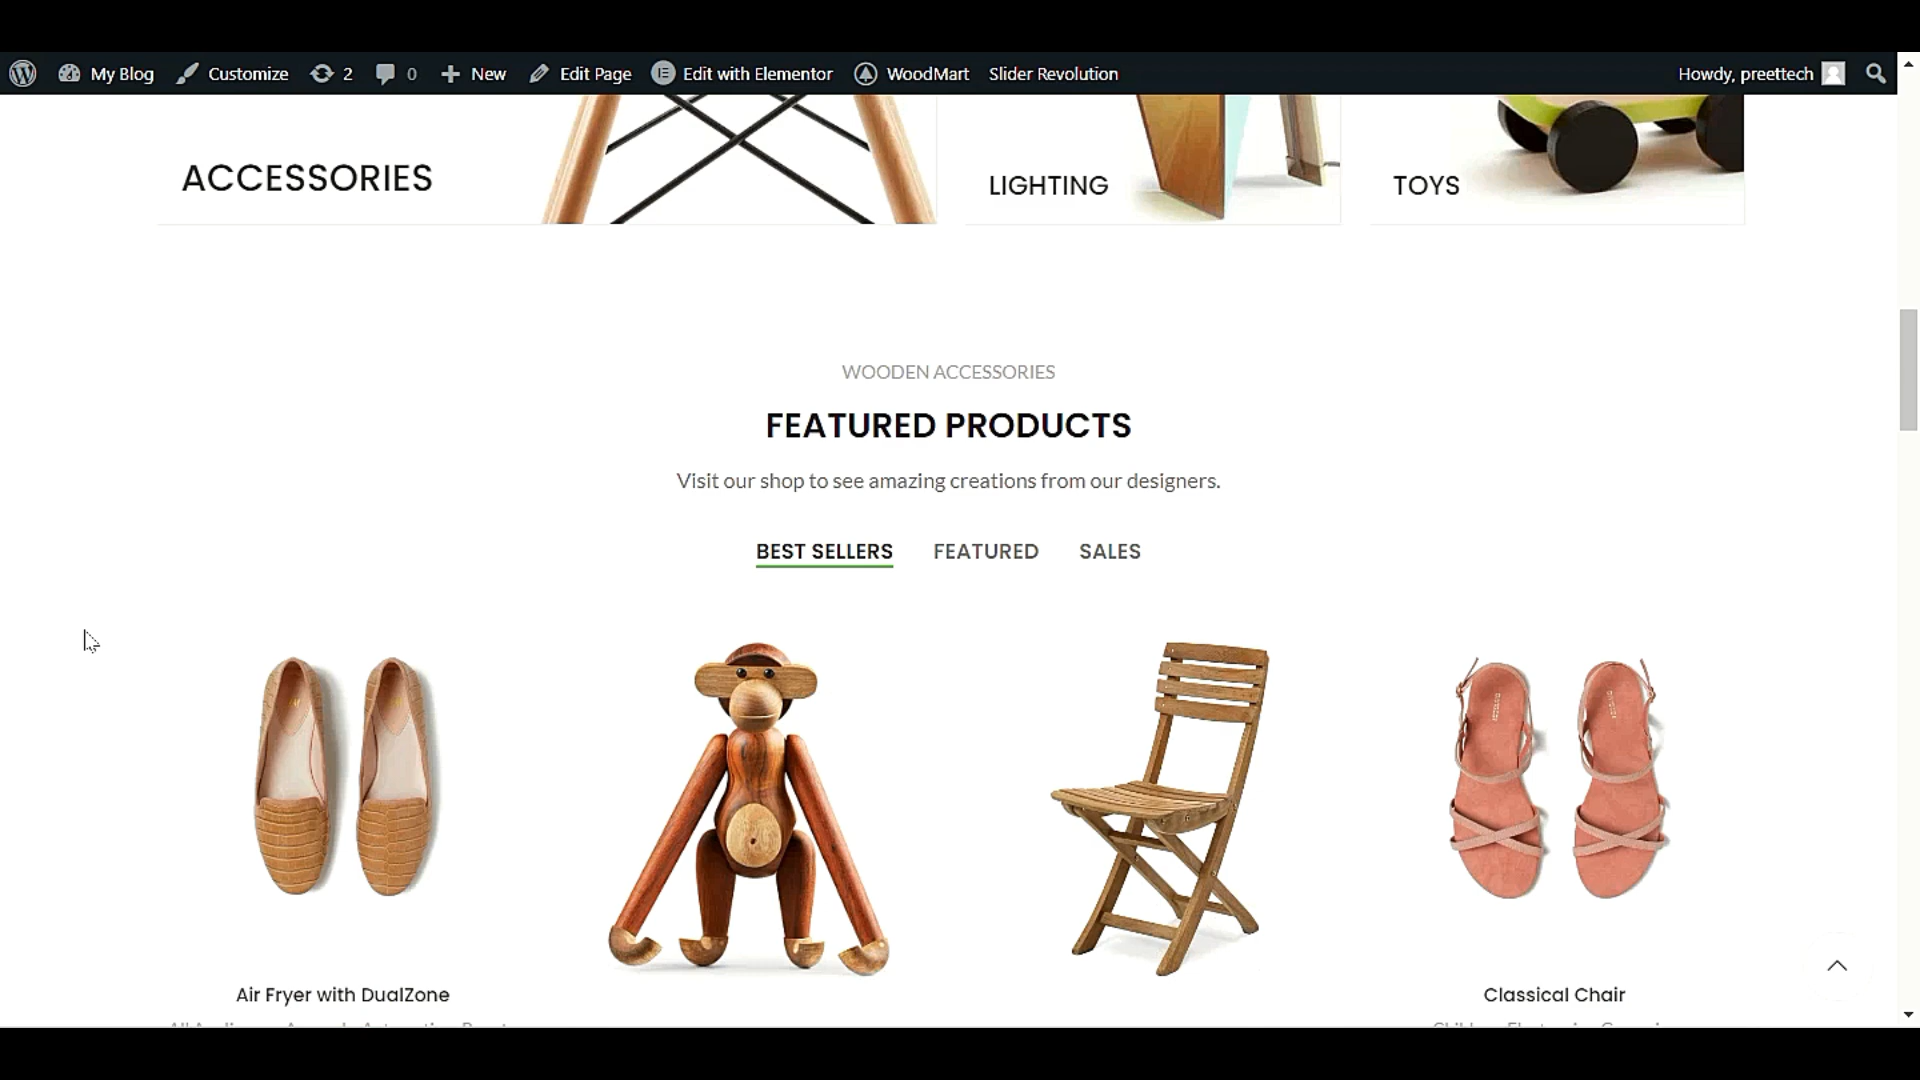 My Blog Customize 2 0 New Edit Page Edit with Elementor WoodMart Slider Revolution Howdy, preettech
ACCESSORIES
LIGHTING
TOYS
WOODEN ACCESSORIES
FEATURED PRODUCTS
Visit our shop to see amazing creations from our designers.
BEST SELLERS FEATURED SALES
Air Fryer with DualZone
Classical Chair